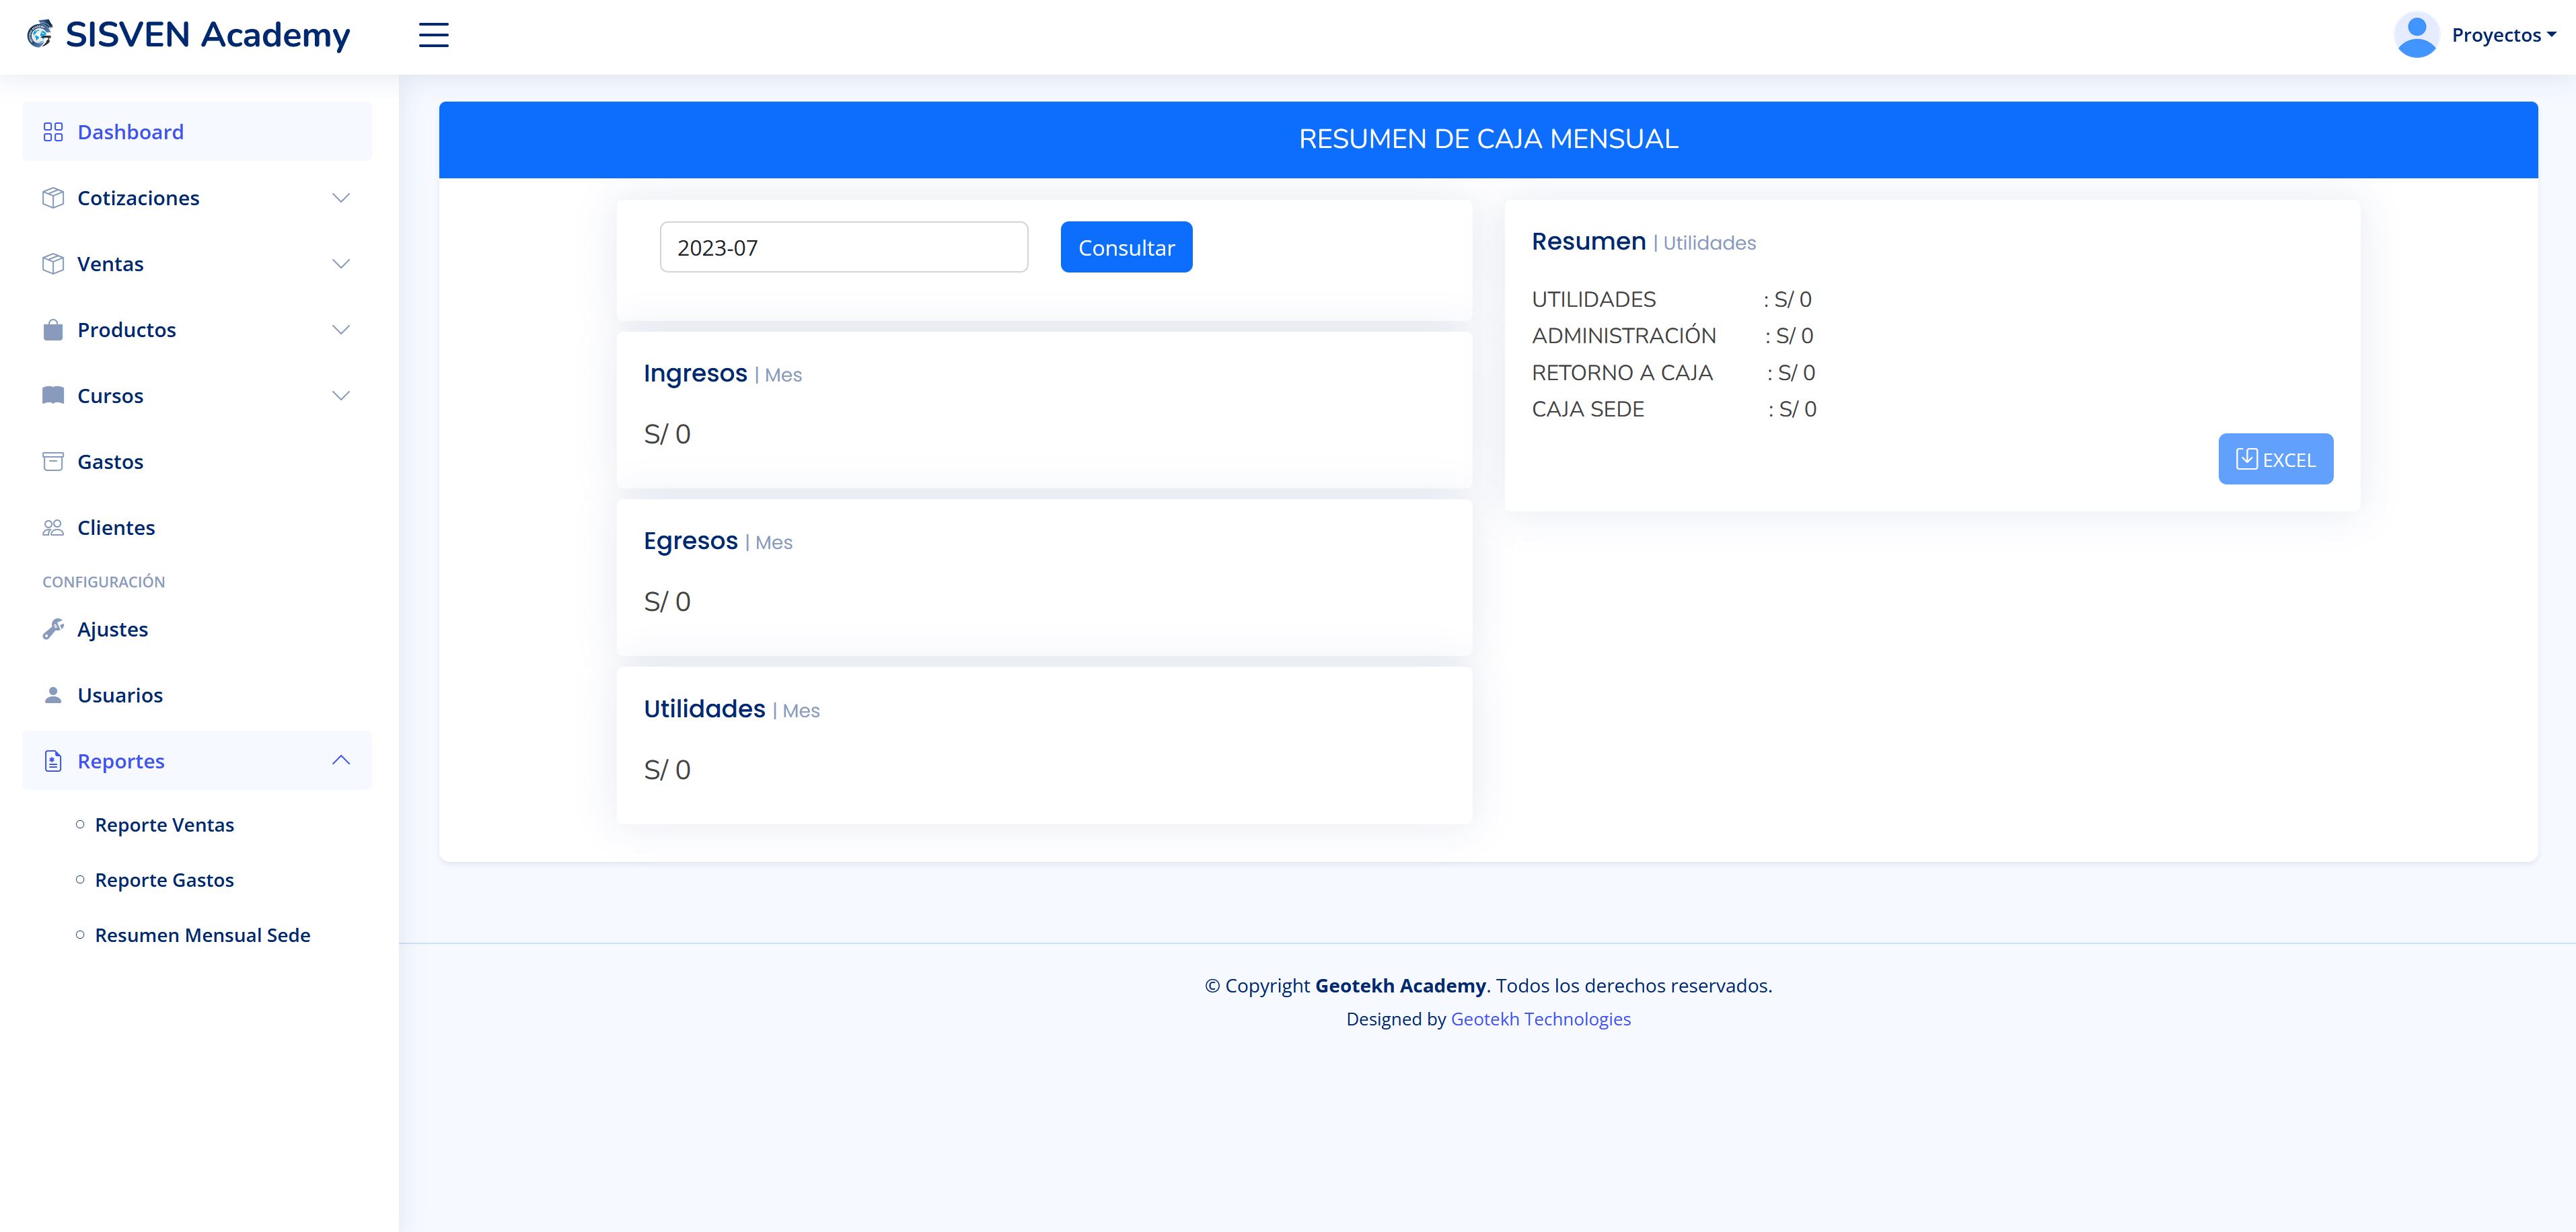 SISVEN Academy
Proyectos
Dashboard
Cotizaciones
Ventas
Productos
Cursos
Gastos
Clientes
CONFIGURACIÓN
Ajustes
Usuarios
Reportes
Reporte Ventas
Reporte Gastos
Resumen Mensual Sede
RESUMEN DE CAJA MENSUAL
2023-07
Consultar
Ingresos | Mes
S/ 0
Egresos | Mes
S/ 0
Utilidades | Mes
S/ 0
Resumen | Utilidades
UTILIDADES : S/ 0
ADMINISTRACIÓN : S/ 0
RETORNO A CAJA : S/ 0
CAJA SEDE : S/ 0
EXCEL
© Copyright Geotekh Academy. Todos los derechos reservados.
Designed by Geotekh Technologies